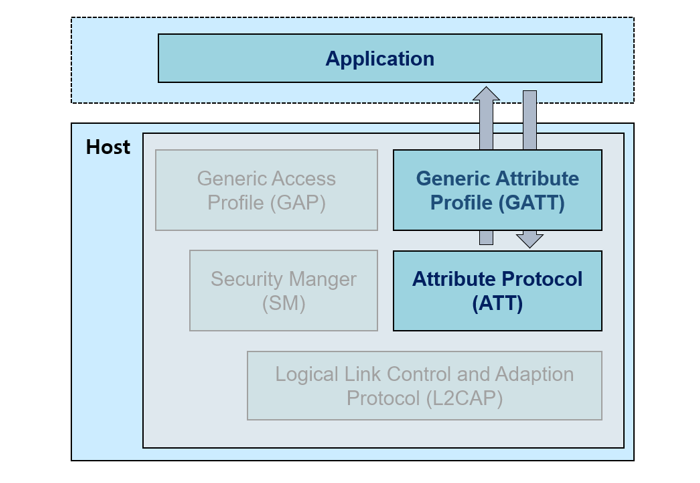 Application
Host
Generic Access
Profile (GAP)
Generic Attribute
Profile (GATT)
Security Manger
(SM)
Attribute Protocol
(ATT)
Logical Link Control and Adaption
Protocol (L2CAP)